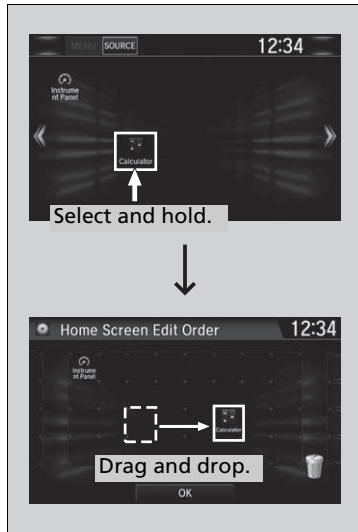 MENU SOURCE 12:34
Instrume
nt Panel
Calculator
Select and hold.
Home Screen Edit Order 12:34
Instrume
nt Panel
Calculator
Drag and drop.
OK